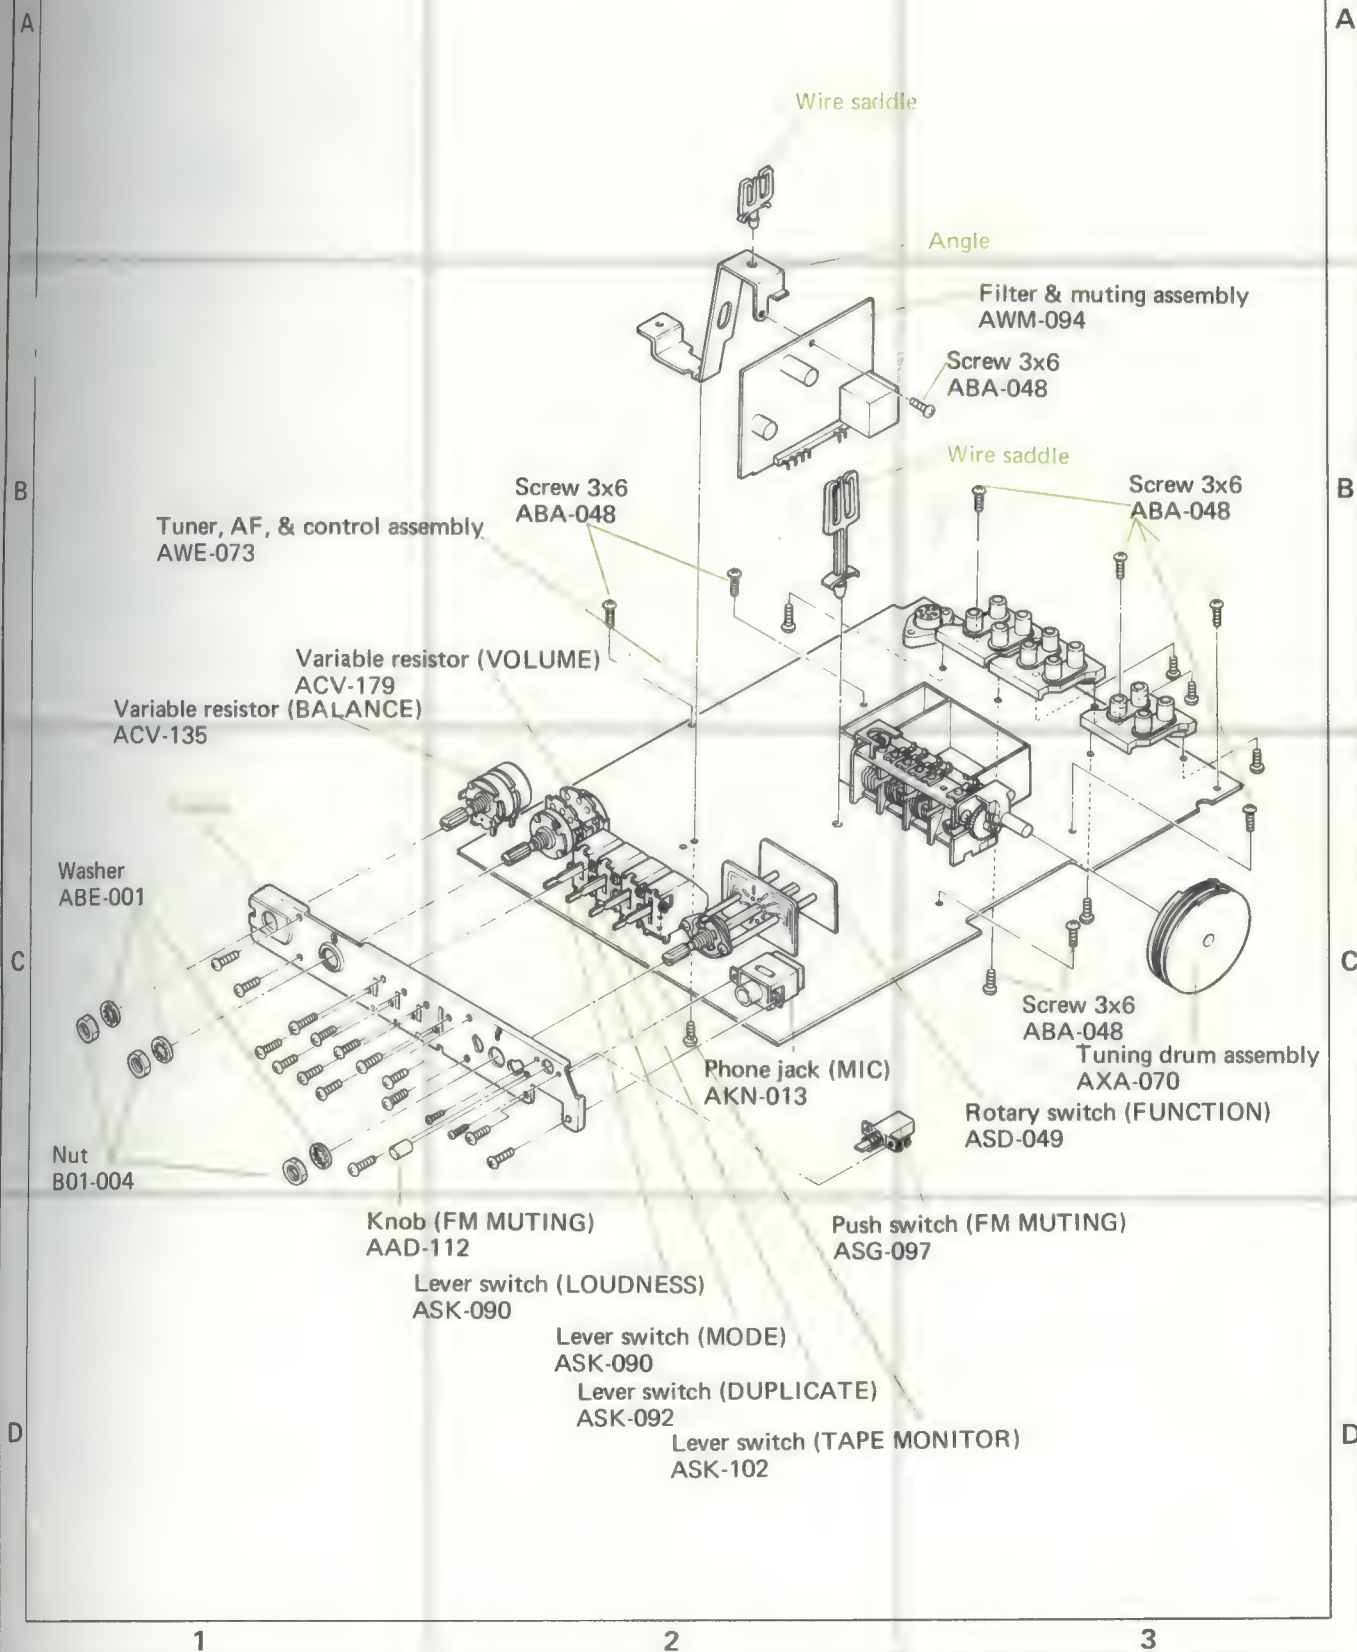 A
A
Wire saddle
Angle
Filter & muting assembly
AWM-094
Screw 3x6
ABA-048
Wire saddle
B
B
Screw 3x6
ABA-048
Screw 3x6
ABA-048
Tuner, AF, & control assembly
AWE-073
Variable resistor (VOLUME)
ACV-179
Variable resistor (BALANCE)
ACV-135
Washer
ABE-001
C
C
Screw 3x6
ABA-048
Tuning drum assembly
AXA-070
Phone jack (MIC)
AKN-013
Rotary switch (FUNCTION)
ASD-049
Nut
B01-004
Knob (FM MUTING)
AAD-112
Push switch (FM MUTING)
ASG-097
Lever switch (LOUDNESS)
ASK-090
Lever switch (MODE)
ASK-090
Lever switch (DUPLICATE)
ASK-092
D
D
Lever switch (TAPE MONITOR)
ASK-102
1
2
3